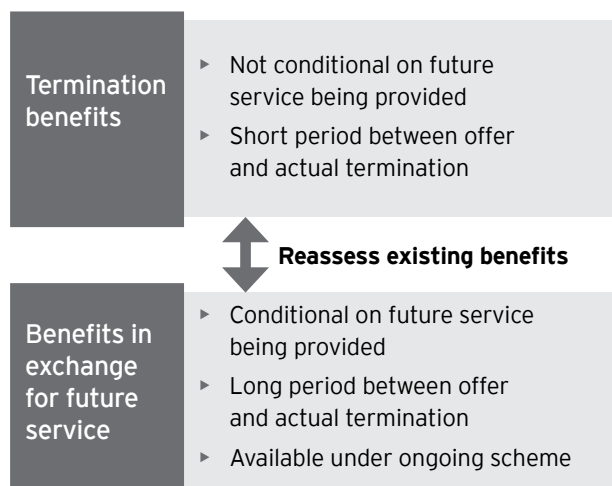 Termination
benefits
▸ Not conditional on future
service being provided
▸ Short period between offer
and actual termination
Reassess existing benefits
Benefits in
exchange
for future
service
▸ Conditional on future service
being provided
▸ Long period between offer
and actual termination
▸ Available under ongoing scheme